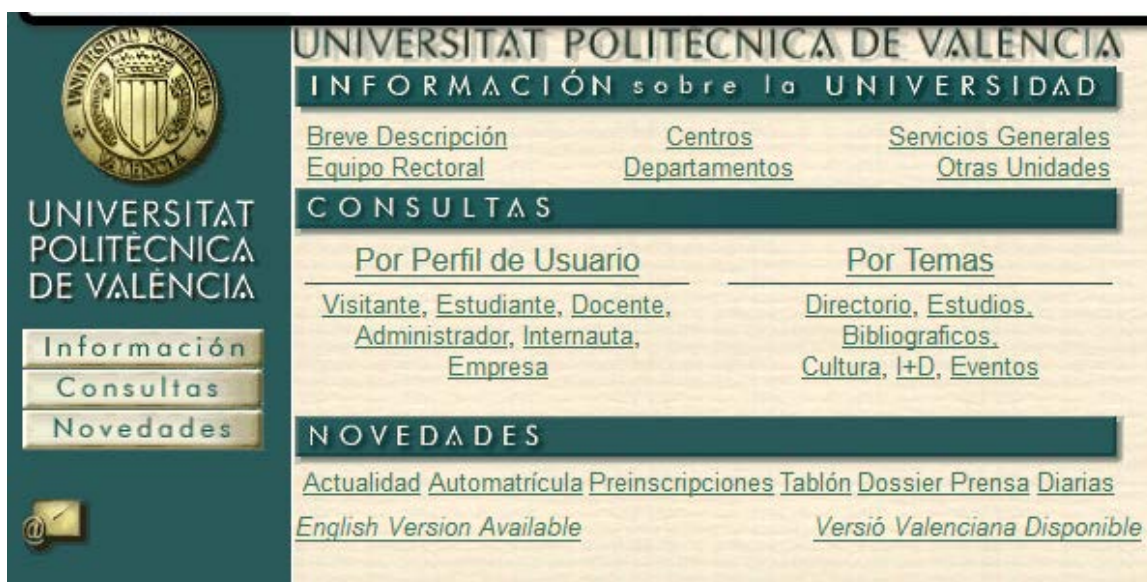 UNIVERSIDAD POLITECNICA
VALENCIA
UNIVERSITAT
POLITÈCNICA
DE VALÈNCIA
Información
Consultas
Novedades
@
UNIVERSITAT POLITÈCNICA DE VALÈNCIA
INFORMACIÓN sobre la UNIVERSIDAD
Breve Descripción Centros Servicios Generales
Equipo Rectoral Departamentos Otras Unidades
CONSULTAS
Por Perfil de Usuario Por Temas
Visitante, Estudiante, Docente, Directorio, Estudios,
Administrador, Internauta, Bibliograficos,
Empresa Cultura, I+D, Eventos
NOVEDADES
Actualidad Automatrícula Preinscripciones Tablón Dossier Prensa Diarias
English Version Available Versió Valenciana Disponible